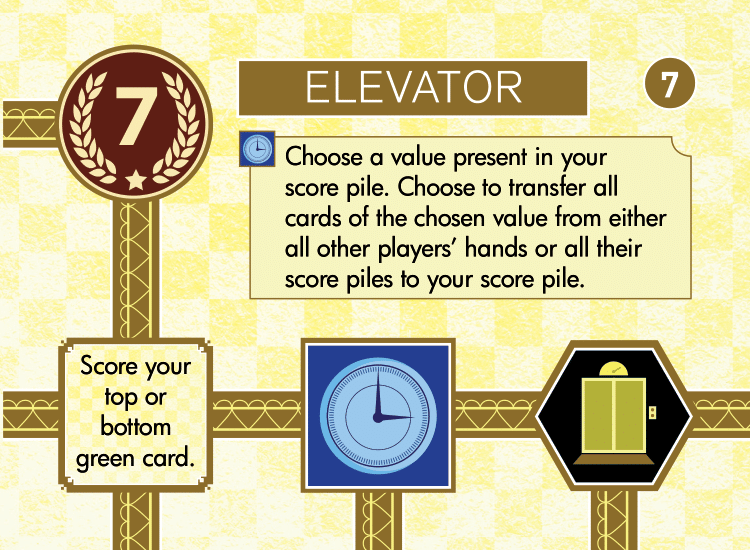 7
ELEVATOR
7
Choose a value present in your
score pile. Choose to transfer all
cards of the chosen value from either
all other players’ hands or all their
score piles to your score pile.
Score your
top or
bottom
green card.